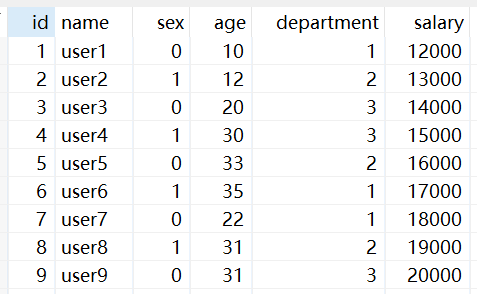 id name sex age department salary
1 user1 0 10 1 12000
2 user2 1 12 2 13000
3 user3 0 20 3 14000
4 user4 1 30 3 15000
5 user5 0 33 2 16000
6 user6 1 35 1 17000
7 user7 0 22 1 18000
8 user8 1 31 2 19000
9 user9 0 31 3 20000